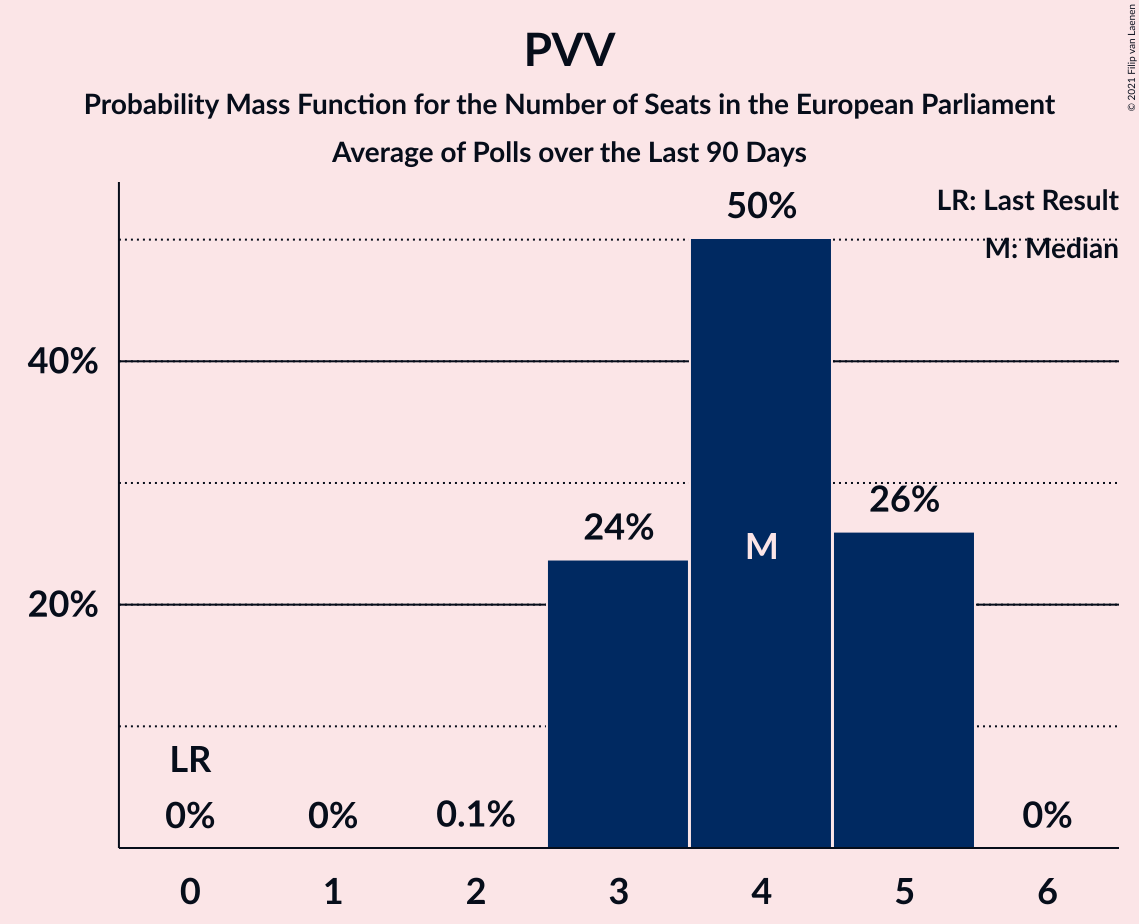 PVV
Probability Mass Function for the Number of Seats in the European Parliament
Average of Polls over the Last 90 Days
© 2021 Filip van Laenen
LR: Last Result
M: Median
50%
40%
26%
24%
M
20%
LR
0%
0%
0.1%
0%
0
1
2
3
4
5
6